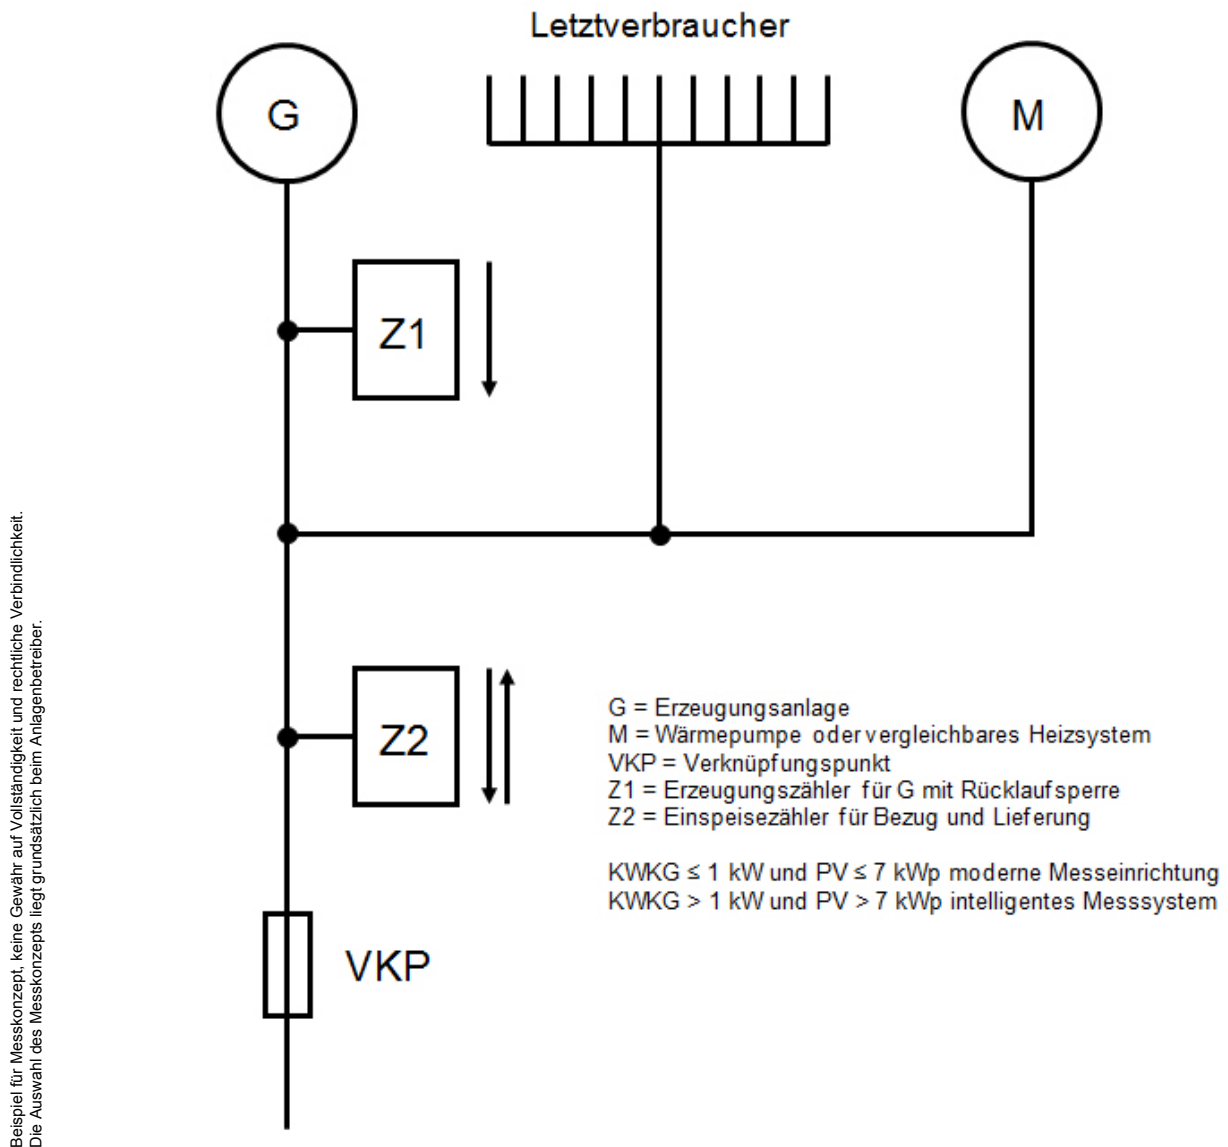 Letztverbraucher
G
M
Z1
Z2
G = Erzeugungsanlage
M = Wärmepumpe oder vergleichbares Heizsystem
VKP = Verknüpfungspunkt
Z1 = Erzeugungszähler für G mit Rücklaufsperre
Z2 = Einspeisezähler für Bezug und Lieferung
KWKG ≤ 1 kW und PV ≤ 7 kWp moderne Messeinrichtung
KWKG > 1 kW und PV > 7 kWp intelligentes Messsystem
VKP
Beispiel für Messkonzept, keine Gewähr auf Vollständigkeit und rechtliche Verbindlichkeit.
Die Auswahl des Messkonzepts liegt grundsätzlich beim Anlagenbetreiber.